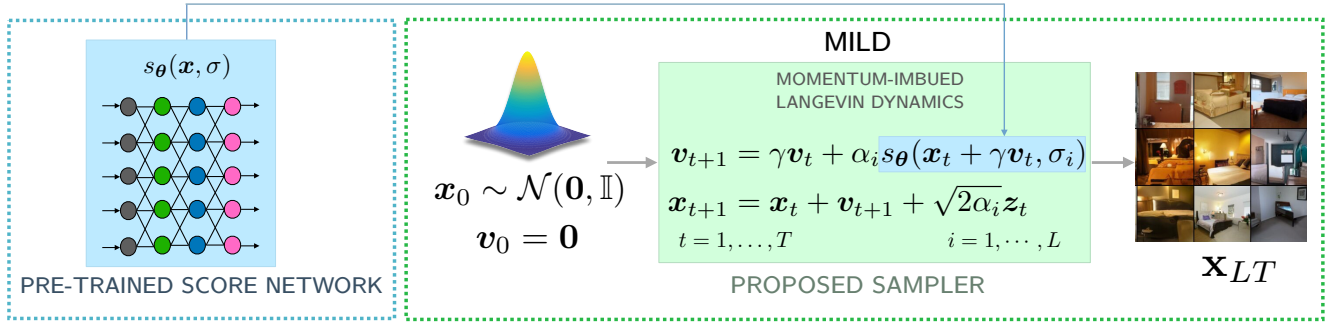 s_θ(x, σ)
PRE-TRAINED SCORE NETWORK
x_0 ∼ 𝒩(0, 𝕀)
v_0 = 0
MILD
MOMENTUM-IMBUED
LANGEVIN DYNAMICS
v_{t+1} = γv_t + α_i s_θ(x_t + γv_t, σ_i)
x_{t+1} = x_t + v_{t+1} + √(2α_i) z_t
t = 1, . . . , T i = 1, ⋯ , L
PROPOSED SAMPLER
x_{LT}